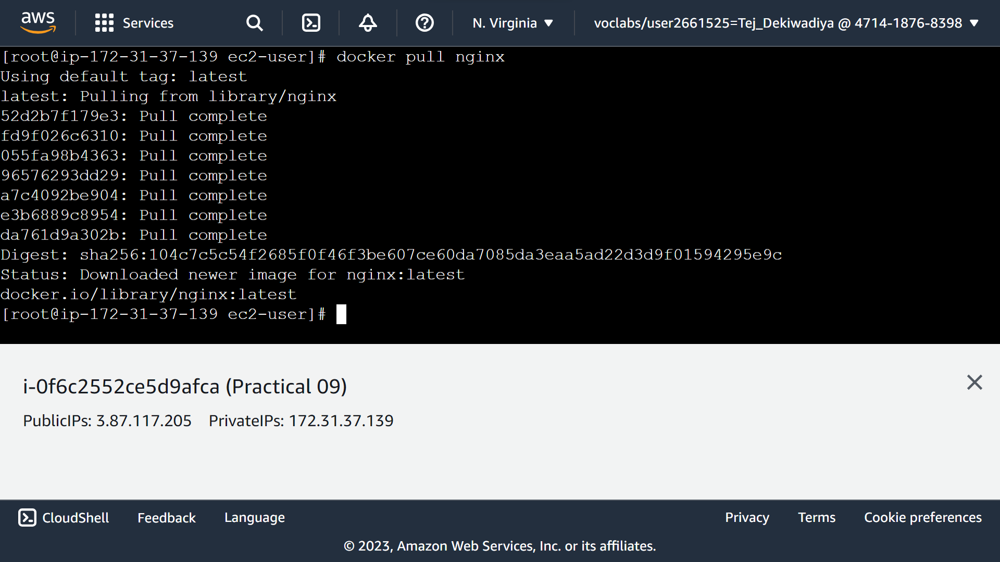 aws Services N. Virginia voclabs/user2661525=Tej_Dekiwadiya @ 4714-1876-8398
[root@ip-172-31-37-139 ec2-user]# docker pull nginx
Using default tag: latest
latest: Pulling from library/nginx
52d2b7f179e3: Pull complete
fd9f026c6310: Pull complete
055fa98b4363: Pull complete
96576293dd29: Pull complete
a7c4092be904: Pull complete
e3b6889c8954: Pull complete
da761d9a302b: Pull complete
Digest: sha256:104c7c5c54f2685f0f46f3be607ce60da7085da3eaa5ad22d3d9f01594295e9c
Status: Downloaded newer image for nginx:latest
docker.io/library/nginx:latest
[root@ip-172-31-37-139 ec2-user]#
i-0f6c2552ce5d9afca (Practical 09)
PublicIPs: 3.87.117.205 PrivateIPs: 172.31.37.139
CloudShell Feedback Language Privacy Terms Cookie preferences
© 2023, Amazon Web Services, Inc. or its affiliates.